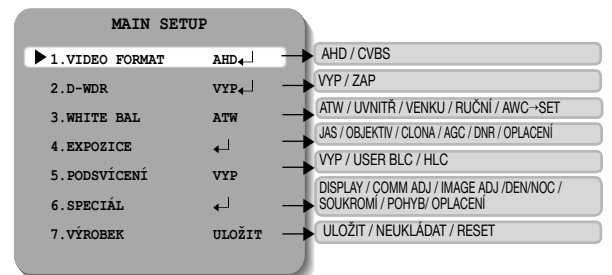 MAIN SETUP
1.VIDEO FORMAT AHD↵ AHD / CVBS
2.D-WDR VYP↵ VYP / ZAP
3.WHITE BAL ATW ATW / UVNITŘ / VENKU / RUČNÍ / AWC→SET
4.EXPOZICE ↵ JAS / OBJEKTIV / CLONA / AGC / DNR / OPLACENÍ
5.PODSVÍCENÍ VYP VYP / USER BLC / HLC
6.SPECIÁL ↵ DISPLAY / COMM ADJ / IMAGE ADJ /DEN/NOC /
SOUKROMÍ / POHYB/ OPLACENÍ
7.VÝROBEK ULOŽIT ULOŽIT / NEUKLÁDAT / RESET